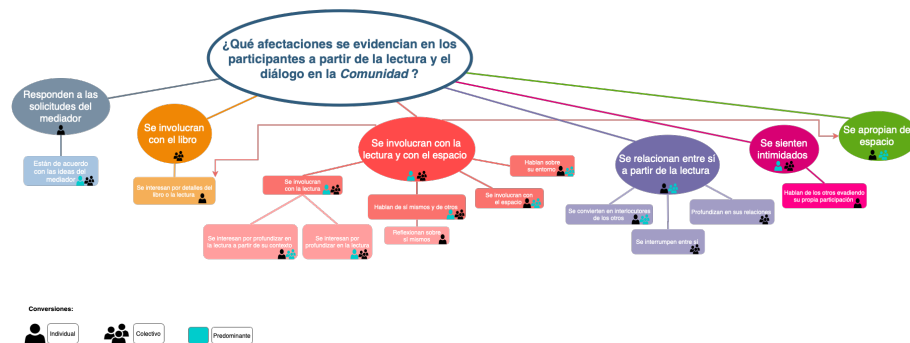 ¿Qué afectaciones se evidencian en los
participantes a partir de la lectura y el
diálogo en la Comunidad ?
Responden a las
solicitudes del
mediador
Están de acuerdo
con las ideas del
mediador
Se involucran
con el libro
Se interesan por detalles del
libro o la lectura
Se involucran con la
lectura y con el espacio
Se involucran
con la lectura
Se interesan por profundizar en
la lectura a partir de su contexto
Se interesan por
profundizar en la lectura
Hablan de sí mismos y de otros
Reflexionan sobre
sí mismos
Se involucran con
el espacio
Hablan sobre
su entorno
Se relacionan entre si
a partir de la lectura
Se convierten en interlocutores
de los otros
Se interrumpen entre sí
Profundizan en sus relaciones
Se sienten
intimidados
Hablan de los otros evadiendo
su propia participación
Se apropian del
espacio
Conversiones:
Individual
Colectivo
Predominante